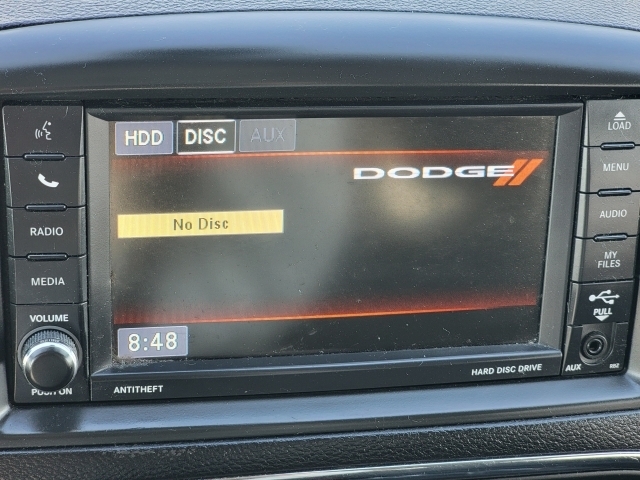 HDD DISC AUX
DODGE
No Disc
8:48
RADIO
MEDIA
VOLUME
PUSH ON
ANTITHEFT
HARD DISC DRIVE
LOAD
MENU
AUDIO
MY
FILES
PULL
AUX